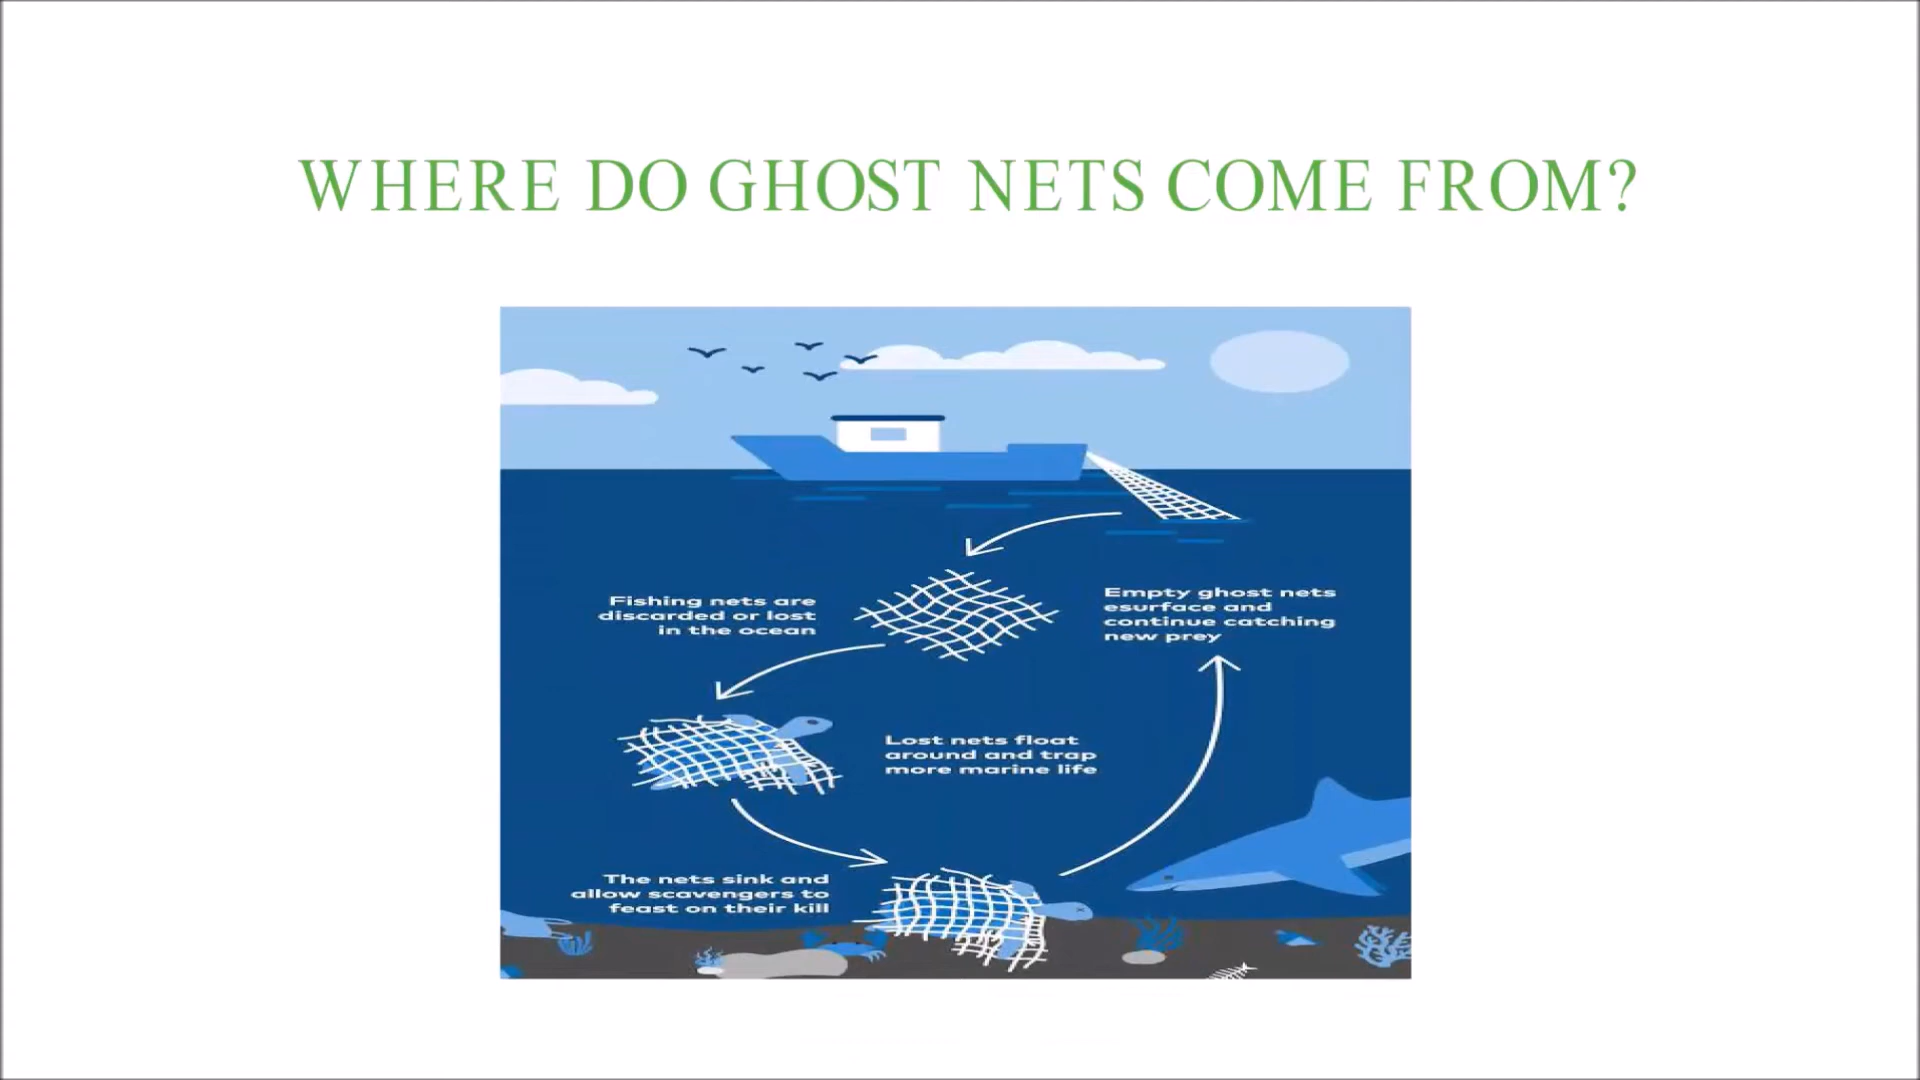 WHERE DO GHOST NETS COME FROM?
Fishing nets are
discarded or lost
in the ocean
Empty ghost nets
esurface and
continue catching
new prey
Lost nets float
around and trap
more marine life
The nets sink and
allow scavengers to
feast on their kill